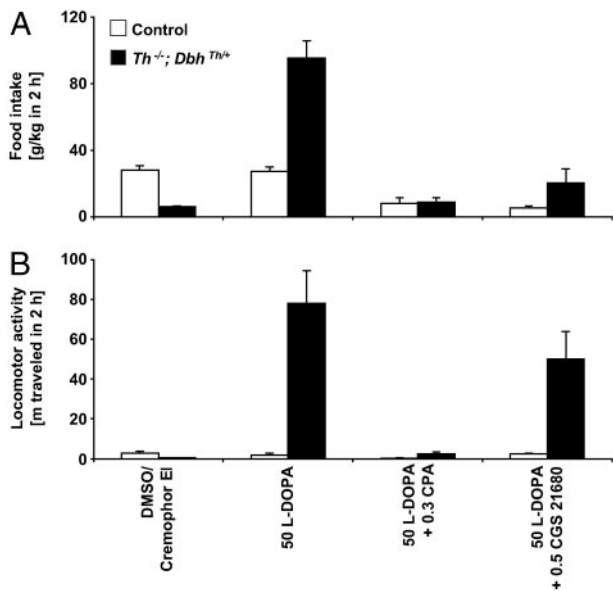 A
Control
Th -/-; Dbh Th/+
Food intake
[g/kg in 2 h]
120
80
40
0
B
Locomotor activity
[m traveled in 2 h]
100
80
60
40
20
0
DMSO/
Cremophor El
50 L-DOPA
50 L-DOPA
+ 0.3 CPA
50 L-DOPA
+ 0.5 CGS 21680